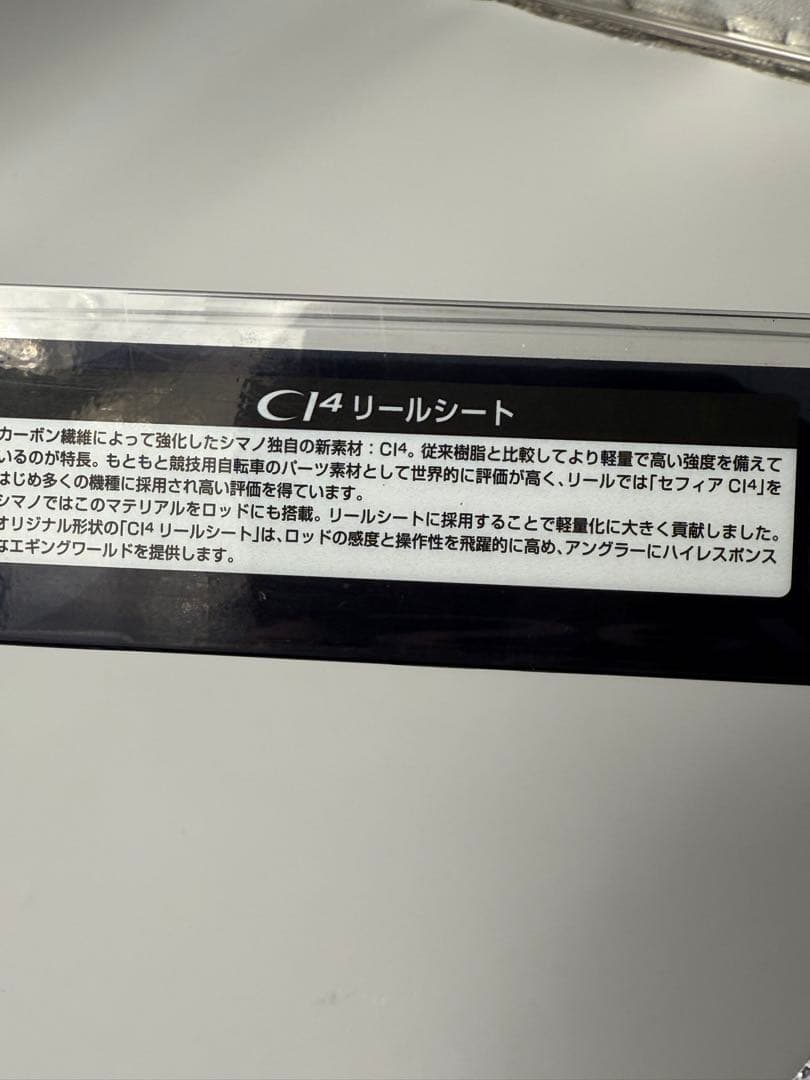 CI4 リールシート
カーボン繊維によって強化したシマノ独自の新素材：CI4。従来樹脂と比較してより軽量で高い強度を備えて
いるのが特長。もともと競技用自転車のパーツ素材として世界的に評価が高く、リールでは「セフィア CI4」を
はじめ多くの機種に採用され高い評価を得ています。
シマノではこのマテリアルをロッドにも搭載。リールシートに採用することで軽量化に大きく貢献しました。
オリジナル形状の「CI4 リールシート」は、ロッドの感度と操作性を飛躍的に高め、アングラーにハイレスポンス
なエギングワールドを提供します。